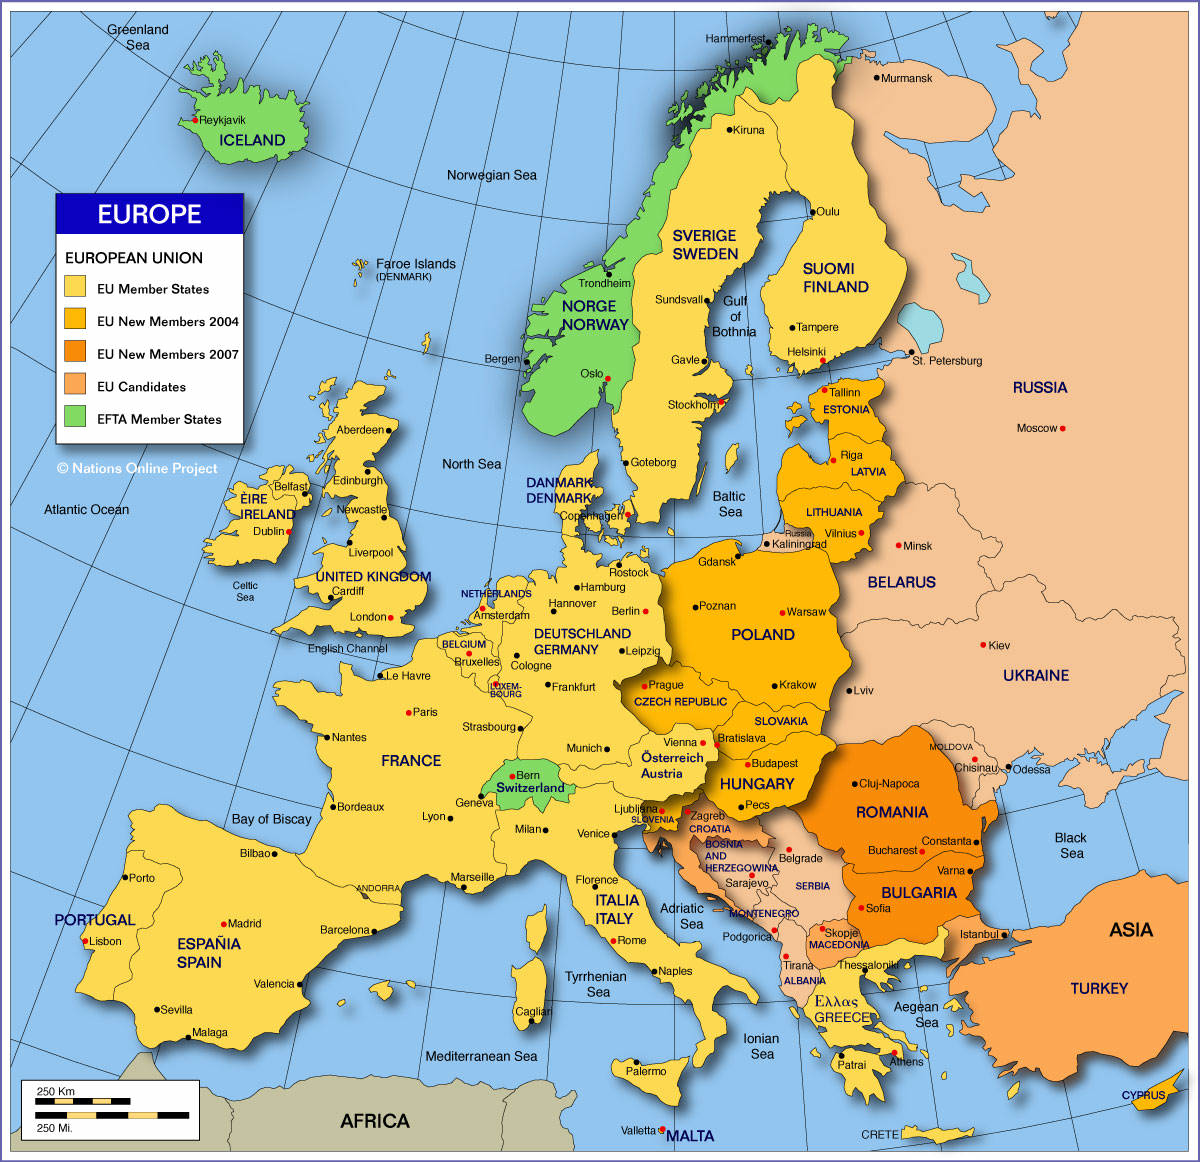 Greenland
Sea
Hammerfest
Murmansk
Reykjavik
ICELAND
Kiruna
Norwegian Sea
EUROPE
EUROPEAN UNION
EU Member States
EU New Members 2004
EU New Members 2007
EU Candidates
EFTA Member States
© Nations Online Project
Oulu
SVERIGE
SWEDEN
SUOMI
FINLAND
Faroe Islands
(DENMARK)
Trondheim
NORGE
NORWAY
Sundsvall
Gulf
of
Bothnia
Tampere
Helsinki
Bergen
Gavle
St. Petersburg
Oslo
RUSSIA
Stockholm
Tallinn
ESTONIA
Moscow
Aberdeen
North Sea
Goteborg
Riga
LATVIA
Edinburgh
DANMARK
DENMARK
Baltic
Sea
Belfast
ÈIRE
IRELAND
Atlantic Ocean
Newcastle
Copenhagen
LITHUANIA
Dublin
Vilnius
Russia
Kaliningrad
Minsk
Liverpool
Gdansk
BELARUS
UNITED KINGDOM
Cardiff
Celtic
Sea
Rostock
Hamburg
NETHERLANDS
Amsterdam
Hannover
Berlin
Poznan
Warsaw
London
DEUTSCHLAND
GERMANY
POLAND
English Channel
BELGIUM
Bruxelles
Cologne
Leipzig
Kiev
Le Havre
LUXEM-
BOURG
Frankfurt
Prague
Krakow
Lviv
UKRAINE
CZECH REPUBLIC
Paris
Strasbourg
SLOVAKIA
Nantes
Munich
Vienna
Bratislava
MOLDOVA
FRANCE
Österreich
Austria
Budapest
Chisinau
Odessa
Bern
Switzerland
HUNGARY
Cluj-Napoca
Geneva
Bordeaux
Lyon
Ljubljana
SLOVENIA
Pecs
Zagreb
CROATIA
ROMANIA
Bay of Biscay
Milan
Venice
BOSNIA
AND
HERZEGOWINA
Belgrade
Bucharest
Constanta
Black
Sea
Bilbao
Sarajevo
SERBIA
Varna
BULGARIA
Porto
Marseille
Florence
ANDORRA
ITALIA
ITALY
Adriatic
Sea
MONTENEGRO
Sofia
PORTUGAL
Madrid
Barcelona
Podgorica
Skopje
MACEDONIA
Istanbul
ASIA
Lisbon
ESPAÑIA
SPAIN
Rome
Tirana
ALBANIA
Thessaloniki
Valencia
Naples
Tyrrhenian
Sea
TURKEY
Sevilla
Cagliari
Ελλας
GREECE
Aegean
Sea
Malaga
Mediterranean Sea
Ionian
Sea
Palermo
Patrai
Athens
250 Km
250 Mi.
AFRICA
CYPRUS
Valletta
MALTA
CRETE